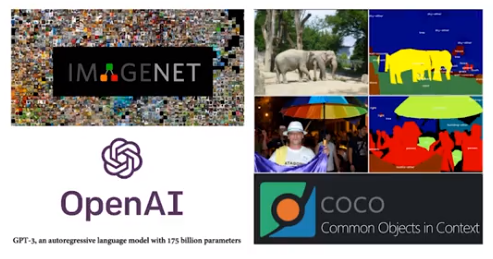 IMAGENET
OpenAI
GPT-3, an autoregressive language model with 175 billion parameters
COCO
Common Objects in Context